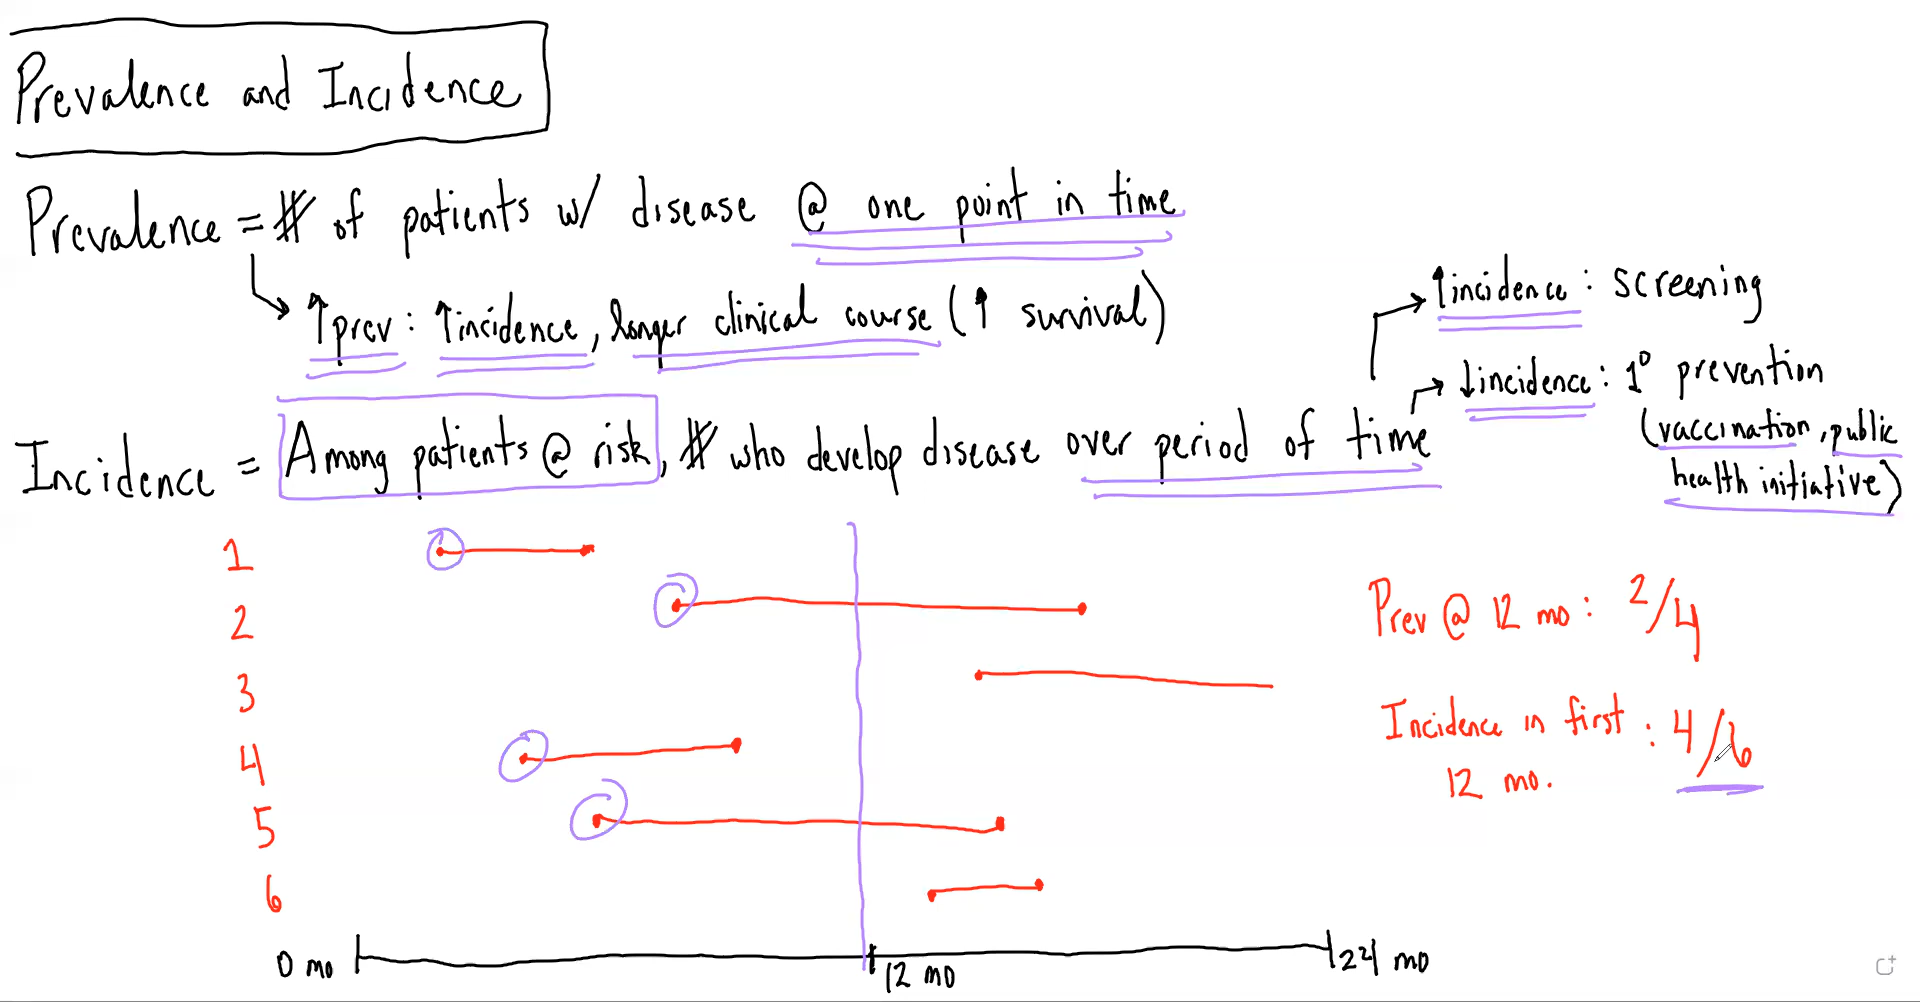 Prevalence and Incidence
Prevalence = # of patients w/ disease @ one point in time
↑prev: ↑incidence, longer clinical course (↑ survival)
↑incidence: screening
↓incidence: 1° prevention
(vaccination, public
health initiative)
Incidence = Among patients @ risk, # who develop disease over period of time
1
2
3
4
5
6
Prev @ 12 mo: 2/4
Incidence in first : 4/6
12 mo.
0 mo
12 mo
24 mo